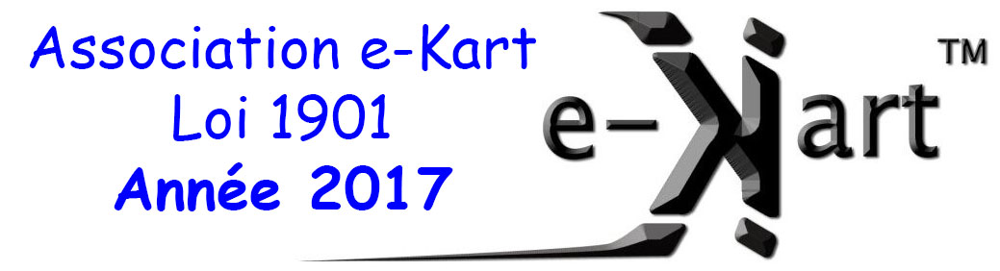 Association e-Kart
Loi 1901
Année 2017
e-Kart TM